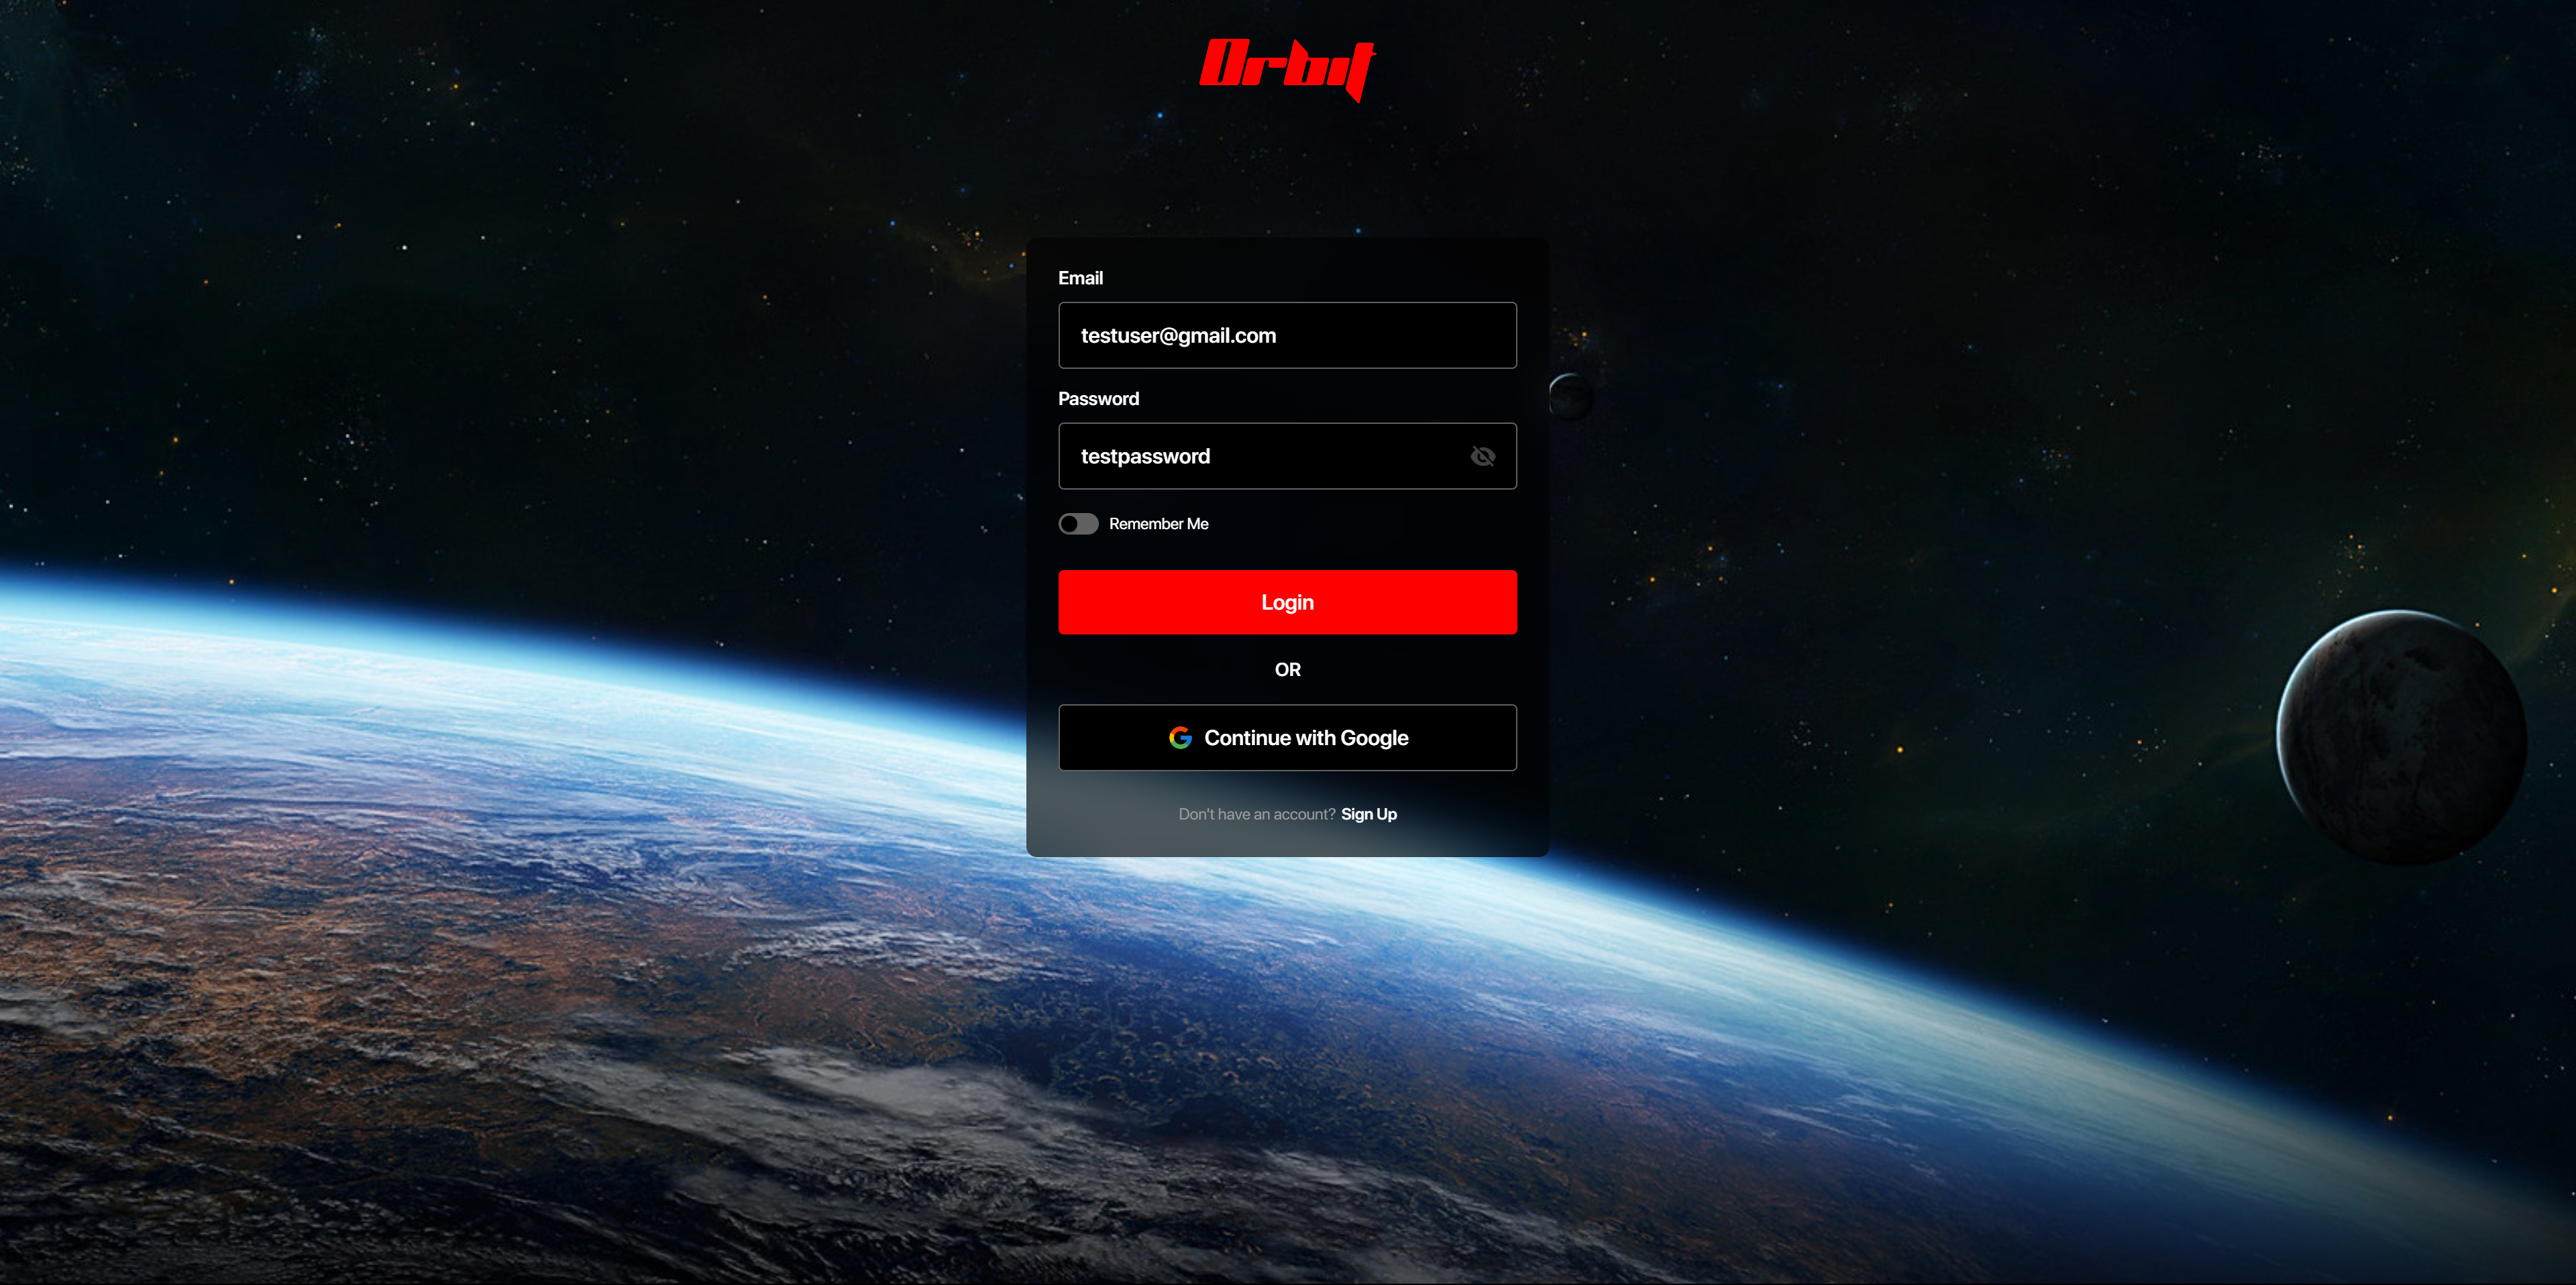 Orbit
Email
testuser@gmail.com
Password
testpassword
Remember Me
Login
OR
Continue with Google
Don't have an account? Sign Up